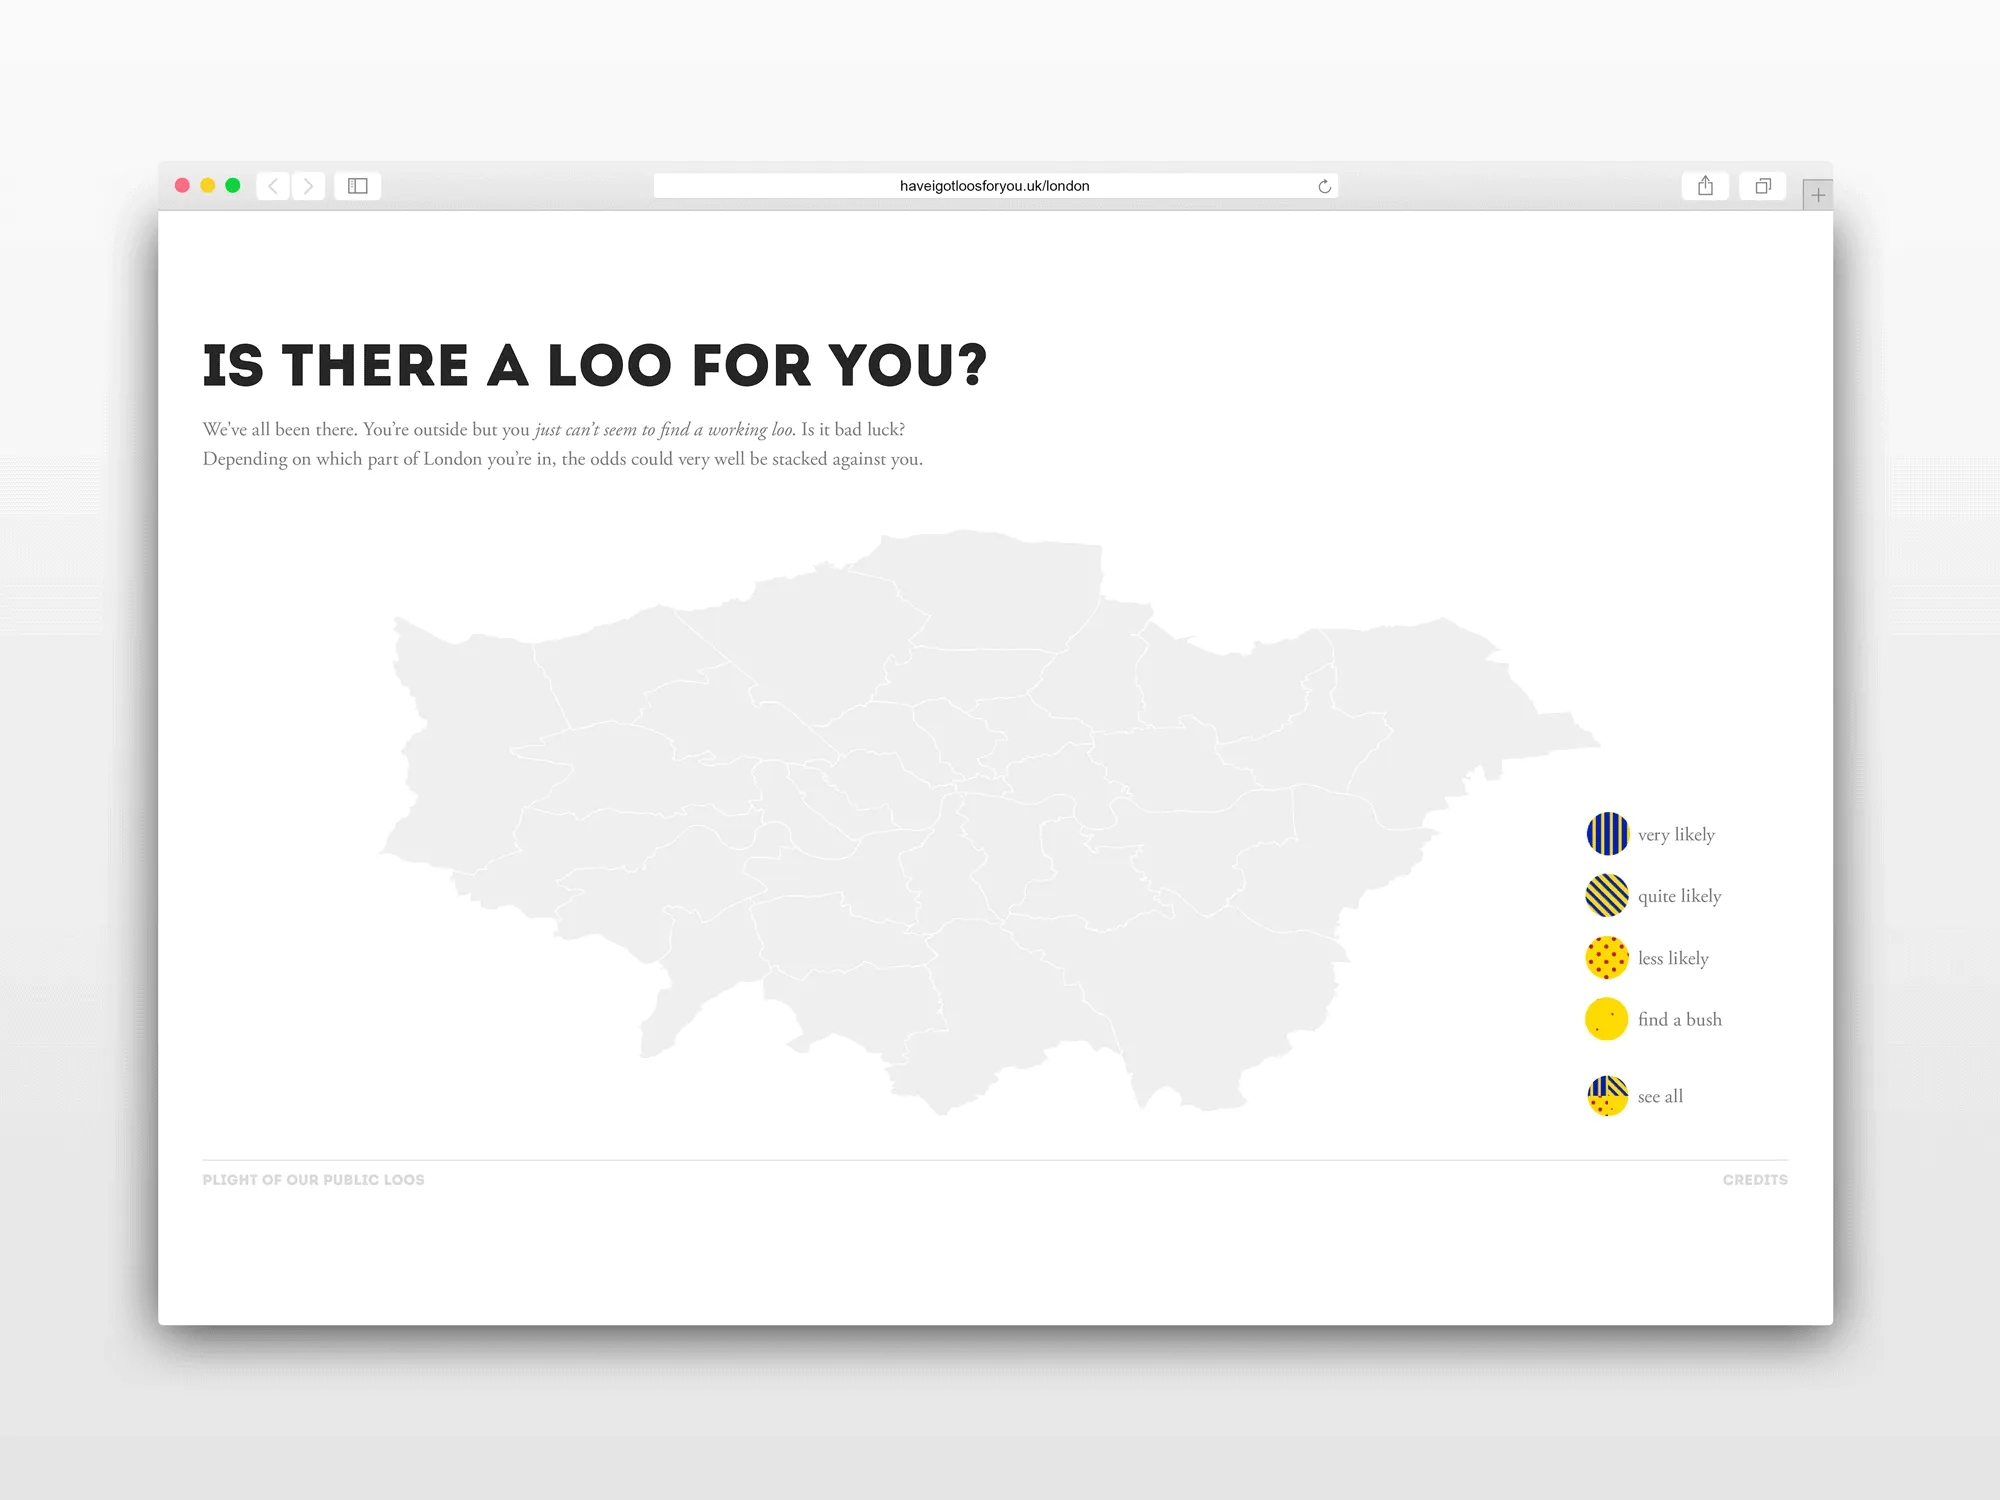 haveigotloosforyou.uk/london
IS THERE A LOO FOR YOU?
We've all been there. You’re outside but you just can’t seem to find a working loo. Is it bad luck?
Depending on which part of London you’re in, the odds could very well be stacked against you.
very likely
quite likely
less likely
find a bush
see all
PLIGHT OF OUR PUBLIC LOOS
CREDITS